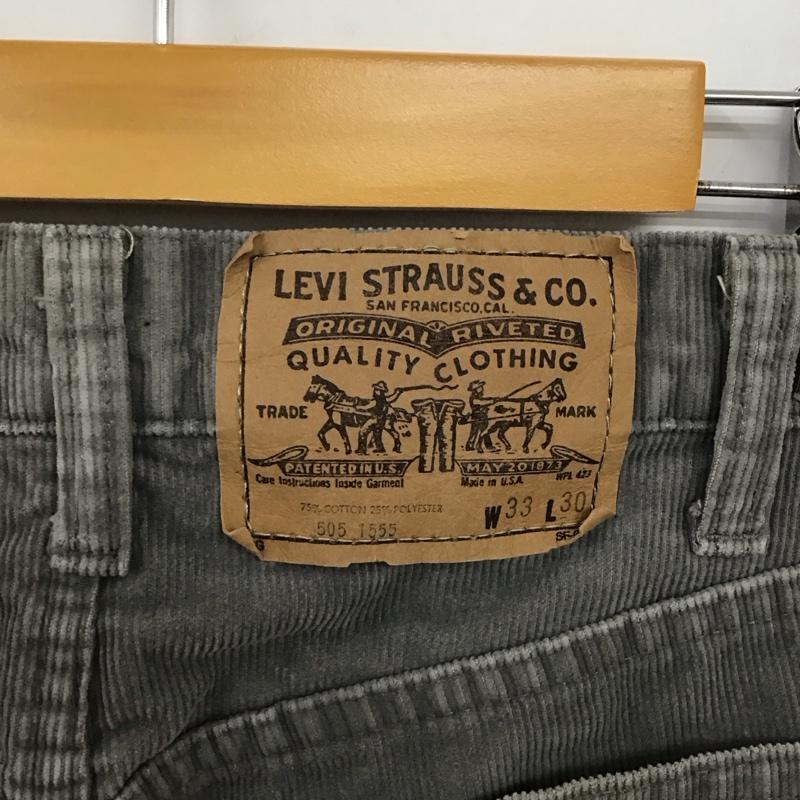 LEVI STRAUSS & CO.
SAN FRANCISCO, CAL.
ORIGINAL RIVETED
QUALITY CLOTHING
TRADE MARK
PATENTED IN U.S. MAY 20 1873
Care Instructions Inside Garment Made in U.S.A. WPL 423
75% COTTON 25% POLYESTER
W 33 L 30
505 1555